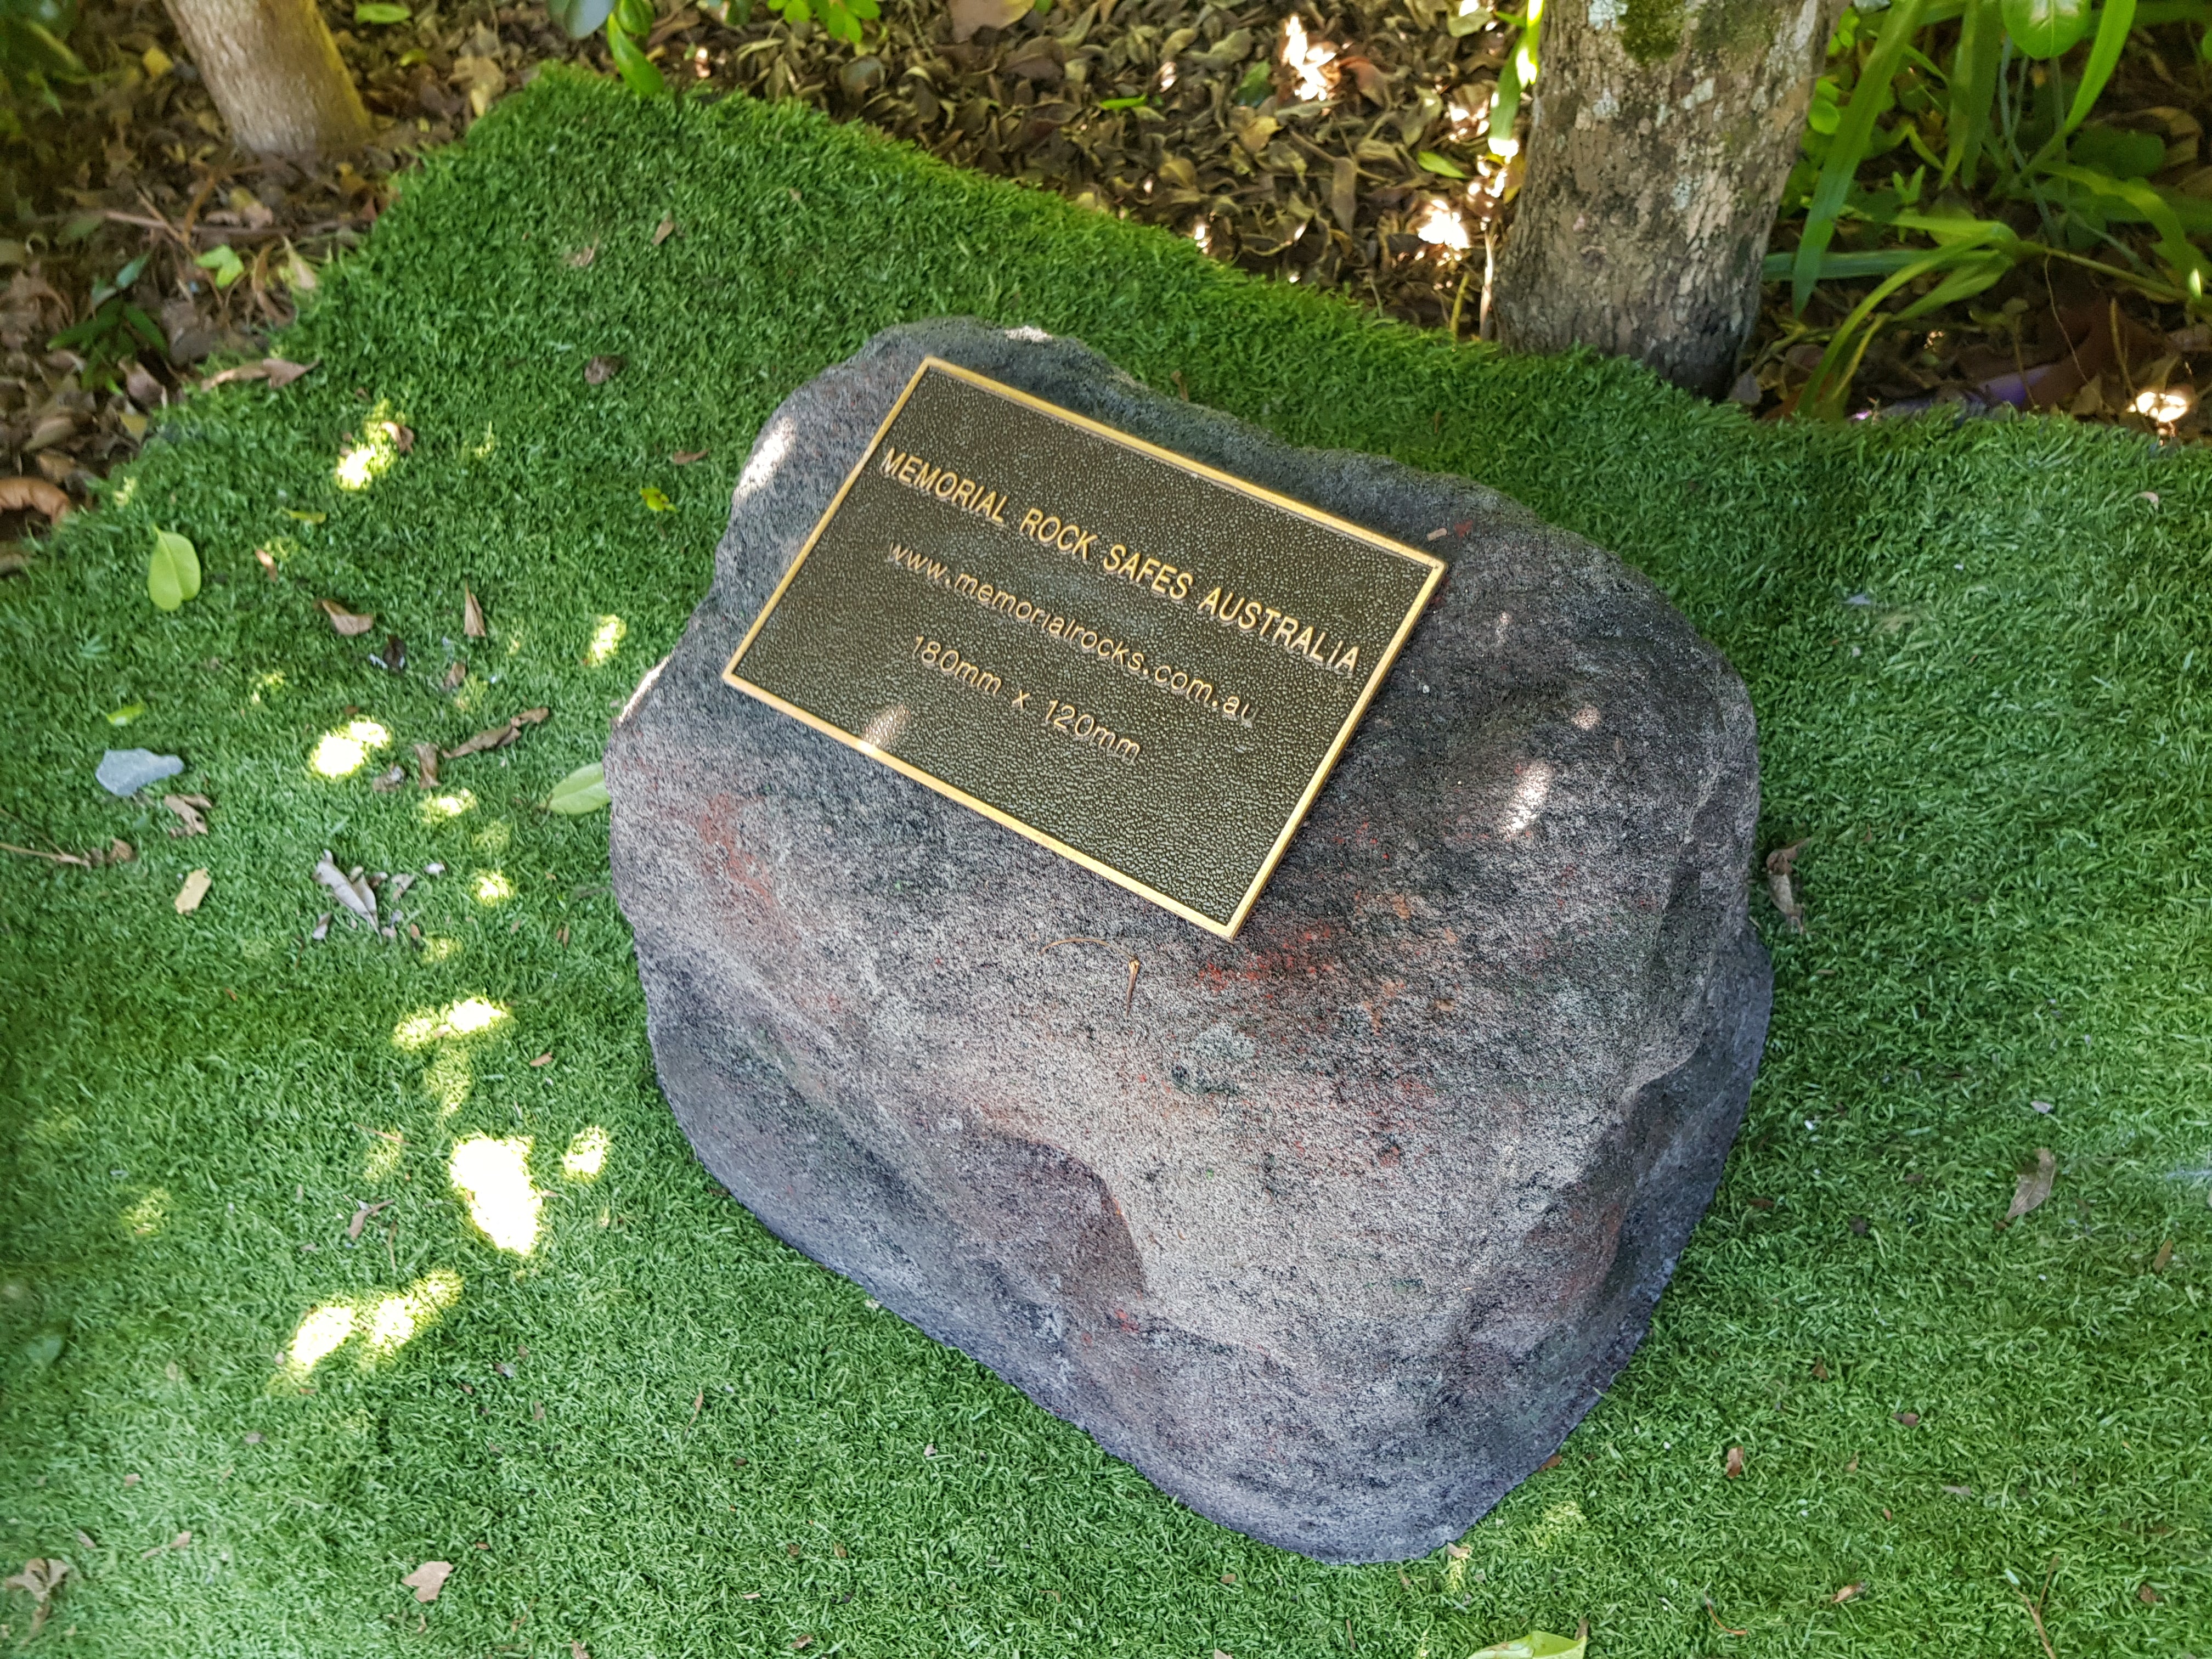 MEMORIAL ROCK SAFES AUSTRALIA
www.memorialrocks.com.au
180mm x 120mm